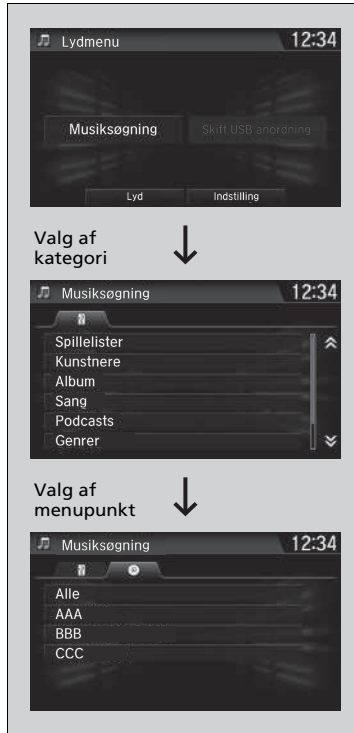 Lydmenu 12:34
Musiksøgning Skift USB anordning
Lyd Indstilling
Valg af
kategori
Musiksøgning 12:34
Spillelister
Kunstnere
Album
Sang
Podcasts
Genrer
Valg af
menupunkt
Musiksøgning 12:34
Alle
AAA
BBB
CCC